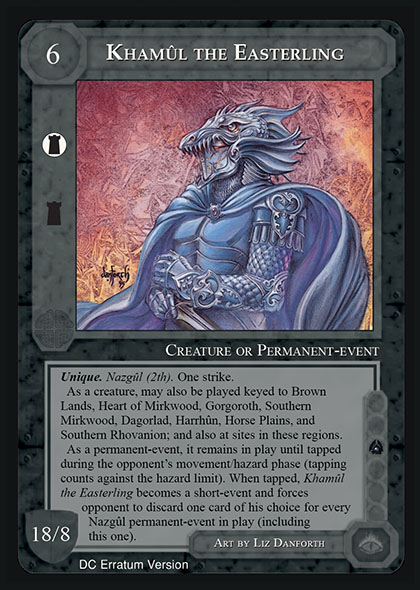 6
Khamûl the Easterling
danforth
Creature or Permanent-event
Unique. Nazgûl (2th). One strike.
As a creature, may also be played keyed to Brown
Lands, Heart of Mirkwood, Gorgoroth, Southern
Mirkwood, Dagorlad, Harrhûn, Horse Plains, and
Southern Rhovanion; and also at sites in these regions.
As a permanent-event, it remains in play until tapped
during the opponent's movement/hazard phase (tapping
counts against the hazard limit). When tapped, Khamûl
the Easterling becomes a short-event and forces
opponent to discard one card of his choice for every
Nazgûl permanent-event in play (including
this one).
18/8
Art by Liz Danforth
DC Erratum Version